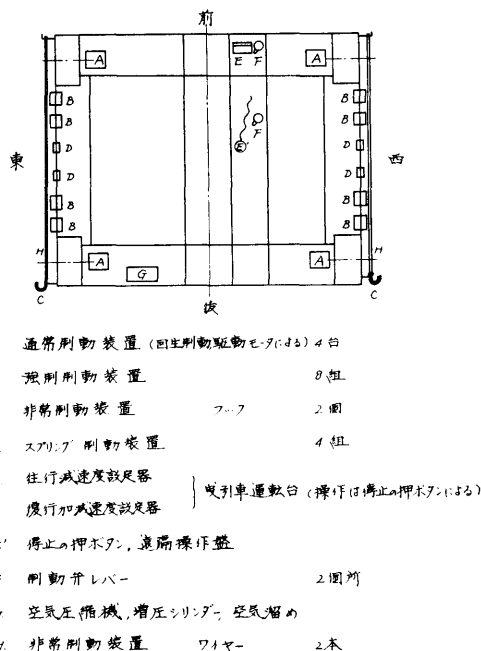 前
A A E F
B B
B B
F
東 西
D E' D
D D
B B
B B
H A A H
G
C C
後
通常制動装置 (回生制動駆動モータによる) 4台
強制制動装置 8組
非常制動装置 フック 2個
スプリング制動装置 4組
往行減速度設定器
復行加減速度設定器
曳引車運転台 (操作は停止の押ボタンによる)
停止の押ボタン, 遠隔操作盤
制動弁レバー 2個所
空気圧縮機, 増圧シリンダー, 空気溜め
非常制動装置 ワイヤー 2本